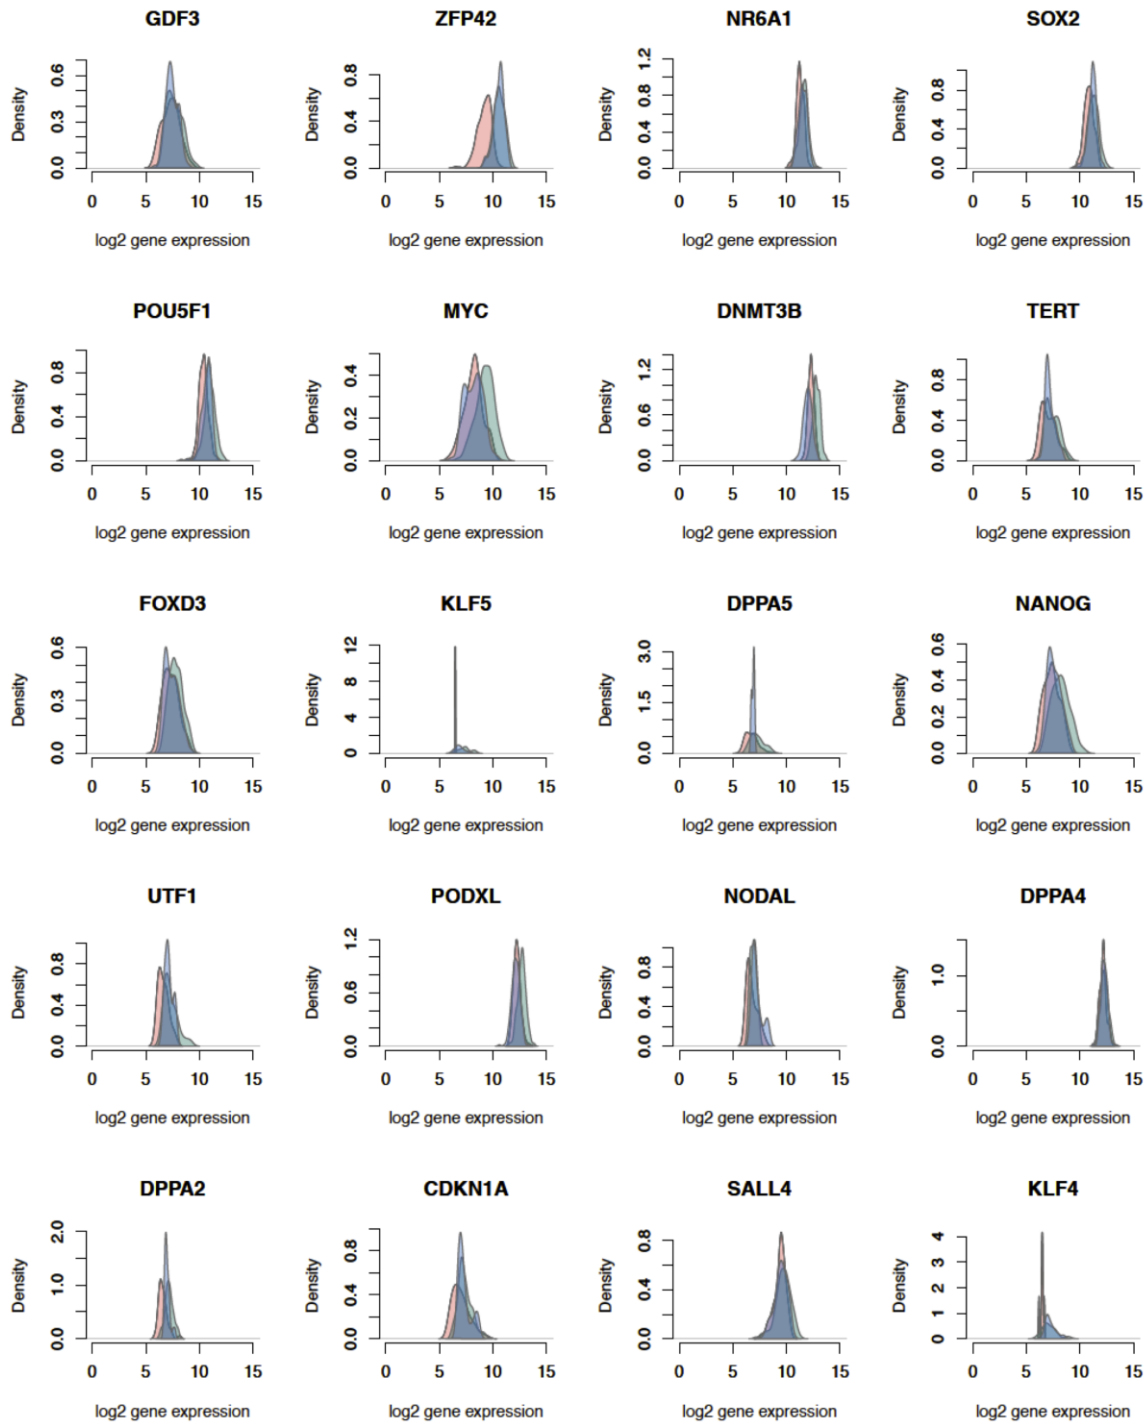 GDF3 ZFP42 NR6A1 SOX2
Density 0.0 0.3 0.6 Density 0.0 0.4 0.8 Density 0.0 0.4 0.8 1.2 Density 0.0 0.4 0.8
0 5 10 15 0 5 10 15 0 5 10 15 0 5 10 15
log2 gene expression log2 gene expression log2 gene expression log2 gene expression
POU5F1 MYC DNMT3B TERT
Density 0.0 0.4 0.8 Density 0.0 0.2 0.4 Density 0.0 0.6 1.2 Density 0.0 0.4 0.8
0 5 10 15 0 5 10 15 0 5 10 15 0 5 10 15
log2 gene expression log2 gene expression log2 gene expression log2 gene expression
FOXD3 KLF5 DPPA5 NANOG
Density 0.0 0.3 0.6 Density 0 4 8 12 Density 0.0 1.5 3.0 Density 0.0 0.2 0.4 0.6
0 5 10 15 0 5 10 15 0 5 10 15 0 5 10 15
log2 gene expression log2 gene expression log2 gene expression log2 gene expression
UTF1 PODXL NODAL DPPA4
Density 0.0 0.4 0.8 Density 0.0 0.6 1.2 Density 0.0 0.4 0.8 Density 0.0 1.0
0 5 10 15 0 5 10 15 0 5 10 15 0 5 10 15
log2 gene expression log2 gene expression log2 gene expression log2 gene expression
DPPA2 CDKN1A SALL4 KLF4
Density 0.0 1.0 2.0 Density 0.0 0.4 0.8 Density 0.0 0.4 0.8 Density 0 1 2 3 4
0 5 10 15 0 5 10 15 0 5 10 15 0 5 10 15
log2 gene expression log2 gene expression log2 gene expression log2 gene expression